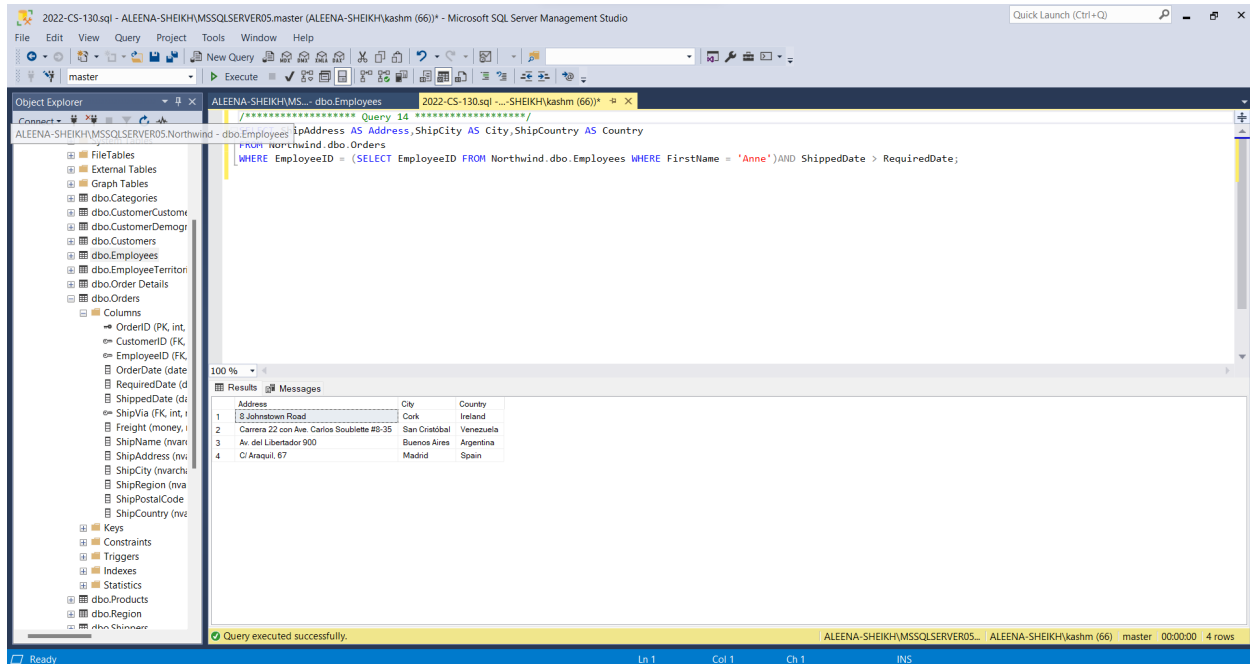 2022-CS-130.sql - ALEENA-SHEIKH\MSSQLSERVER05.master (ALEENA-SHEIKH\kashm (66))* - Microsoft SQL Server Management Studio
Quick Launch (Ctrl+Q)
File Edit View Query Project Tools Window Help
New Query
master Execute
Object Explorer
ALEENA-SHEIKH\MS...- dbo.Employees 2022-CS-130.sql -...-SHEIKH\kashm (66))*
Connect
ALEENA-SHEIKH\MSSQLSERVER05.Northwind - dbo.Employees
/****************** Query 14 ******************/
ipAddress AS Address,ShipCity AS City,ShipCountry AS Country
FROM Northwind.dbo.Orders
WHERE EmployeeID = (SELECT EmployeeID FROM Northwind.dbo.Employees WHERE FirstName = 'Anne')AND ShippedDate > RequiredDate;
FileTables
External Tables
Graph Tables
dbo.Categories
dbo.CustomerCustome
dbo.CustomerDemogr
dbo.Customers
dbo.Employees
dbo.EmployeeTerritori
dbo.Order Details
dbo.Orders
Columns
OrderID (PK, int,
CustomerID (FK,
EmployeeID (FK,
OrderDate (date
RequiredDate (d
ShippedDate (da
ShipVia (FK, int, n
Freight (money, n
ShipName (nvarc
ShipAddress (nva
ShipCity (nvarcha
ShipRegion (nva
ShipPostalCode
ShipCountry (nva
Keys
Constraints
Triggers
Indexes
Statistics
dbo.Products
dbo.Region
dbo.Shippers
100 %
Results Messages
Address City Country
1 8 Johnstown Road Cork Ireland
2 Carrera 22 con Ave. Carlos Soublette #8-35 San Cristóbal Venezuela
3 Av. del Libertador 900 Buenos Aires Argentina
4 C/ Araquil, 67 Madrid Spain
Query executed successfully.
ALEENA-SHEIKH\MSSQLSERVER05... ALEENA-SHEIKH\kashm (66) master 00:00:00 4 rows
Ready Ln 1 Col 1 Ch 1 INS